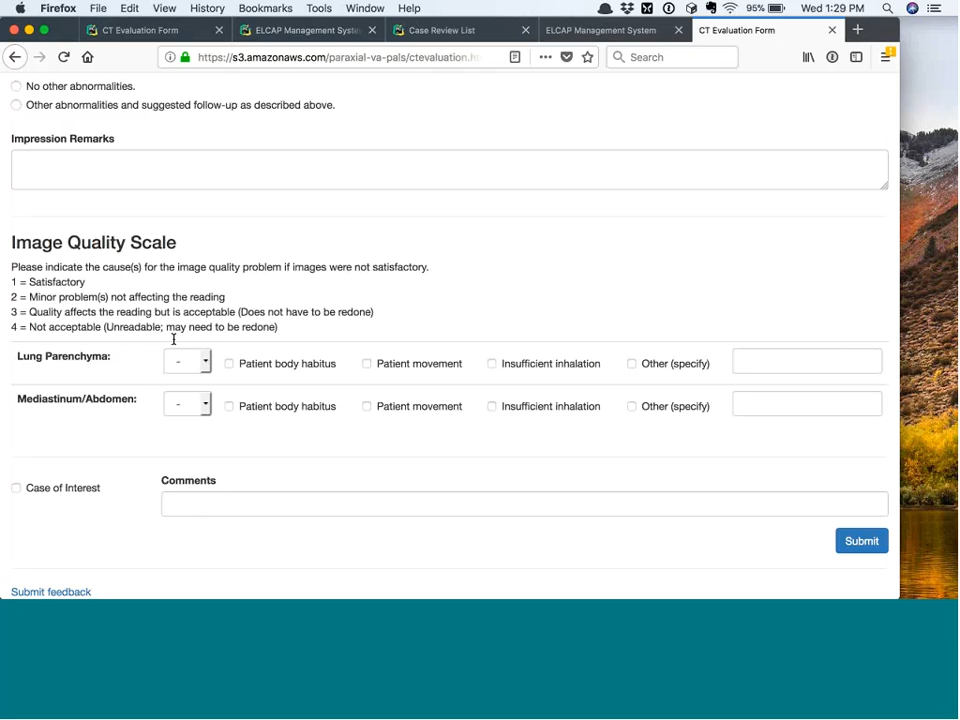 Firefox File Edit View History Bookmarks Tools Window Help 95% Wed 1:29 PM
CT Evaluation Form ELCAP Management Syste Case Review List ELCAP Management System CT Evaluation Form
https://s3.amazonaws.com/paraxial-va-pals/ctevaluation.h Search
No other abnormalities.
Other abnormalities and suggested follow-up as described above.
Impression Remarks
Image Quality Scale
Please indicate the cause(s) for the image quality problem if images were not satisfactory.
1 = Satisfactory
2 = Minor problem(s) not affecting the reading
3 = Quality affects the reading but is acceptable (Does not have to be redone)
4 = Not acceptable (Unreadable; may need to be redone)
Lung Parenchyma: - Patient body habitus Patient movement Insufficient inhalation Other (specify)
Mediastinum/Abdomen: - Patient body habitus Patient movement Insufficient inhalation Other (specify)
Case of Interest
Comments
Submit
Submit feedback